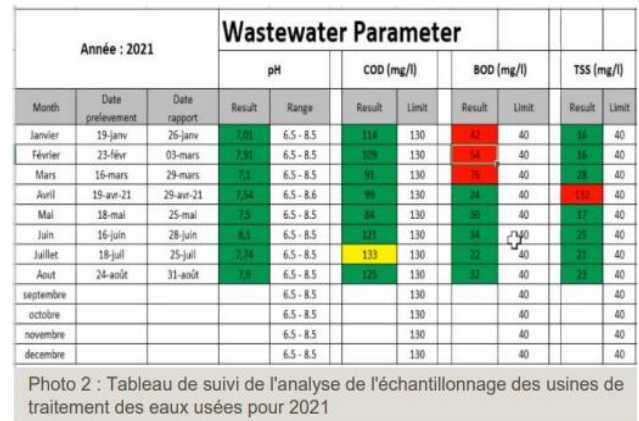 Année : 2021 Wastewater Parameter
pH COD (mg/l) BOD (mg/l) TSS (mg/l)
Month Date prelevement Date rapport Result Range Result Limit Result Limit Result Limit
Janvier 19-janv 26-janv 7,01 6.5 - 8.5 114 130 42 40 16 40
Février 23-févr 03-mars 7,91 6.5 - 8.5 109 130 54 40 16 40
Mars 16-mars 29-mars 7,1 6.5 - 8.5 91 130 76 40 28 40
Avril 19-avr-21 29-avr-21 7,54 6.5 - 8.6 99 130 24 40 132 40
Mai 18-mai 25-mai 7,5 6.5 - 8.5 84 130 30 40 17 40
Juin 16-juin 28-juin 8,1 6.5 - 8.5 121 130 34 40 25 40
Juillet 18-juil 25-juil 7,74 6.5 - 8.5 133 130 22 40 21 40
Aout 24-août 31-août 7,9 6.5 - 8.5 125 130 32 40 23 40
septembre 6.5 - 8.5 130 40 40
octobre 6.5 - 8.5 130 40 40
novembre 6.5 - 8.5 130 40 40
decembre 6.5 - 8.5 130 40 40
Photo 2 : Tableau de suivi de l'analyse de l'échantillonnage des usines de
traitement des eaux usées pour 2021